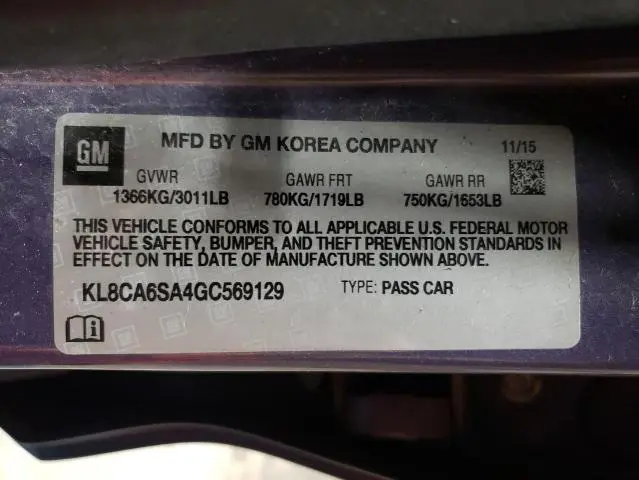 GM
MFD BY GM KOREA COMPANY 11/15
GVWR GAWR FRT GAWR RR
1366KG/3011LB 780KG/1719LB 750KG/1653LB
THIS VEHICLE CONFORMS TO ALL APPLICABLE U.S. FEDERAL MOTOR
VEHICLE SAFETY, BUMPER, AND THEFT PREVENTION STANDARDS IN
EFFECT ON THE DATE OF MANUFACTURE SHOWN ABOVE.
KL8CA6SA4GC569129 TYPE: PASS CAR